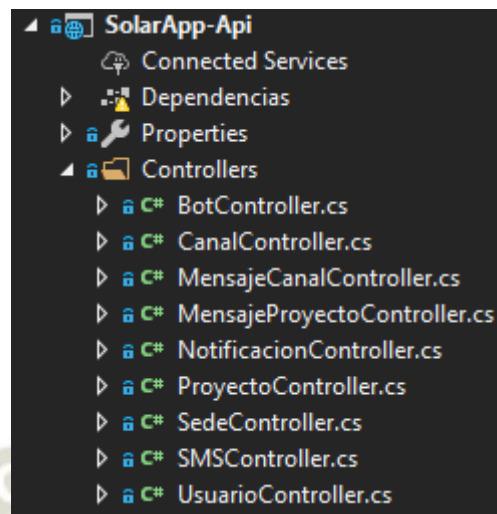 SolarApp-Api
Connected Services
Dependencias
Properties
Controllers
C# BotController.cs
C# CanalController.cs
C# MensajeCanalController.cs
C# MensajeProyectoController.cs
C# NotificacionController.cs
C# ProyectoController.cs
C# SedeController.cs
C# SMSController.cs
C# UsuarioController.cs